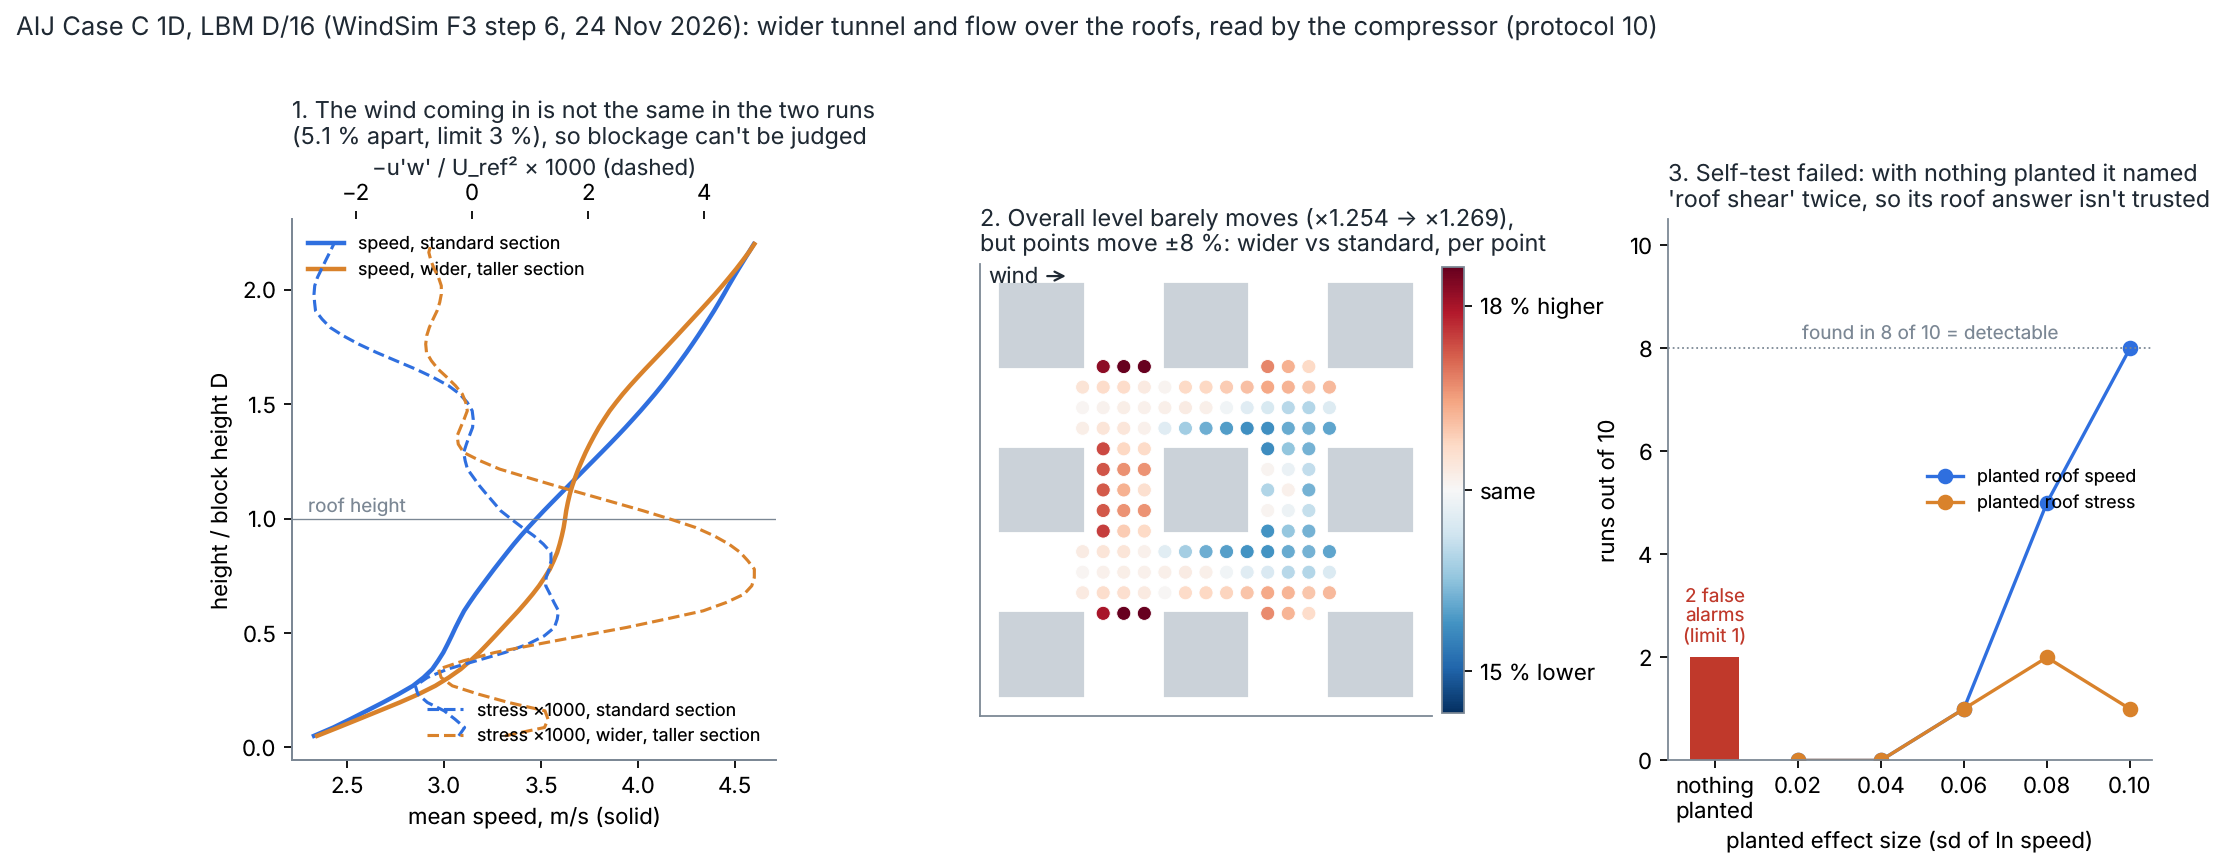 AIJ Case C 1D, LBM D/16 (WindSim F3 step 6, 24 Nov 2026): wider tunnel and flow over the roofs, read by the compressor (protocol 10)
1. The wind coming in is not the same in the two runs
(5.1 % apart, limit 3 %), so blockage can't be judged
−u'w' / U_ref² × 1000 (dashed)
−2 0 2 4
speed, standard section
speed, wider, taller section
height / block height D
2.0
1.5
1.0
0.5
0.0
roof height
stress ×1000, standard section
stress ×1000, wider, taller section
2.5 3.0 3.5 4.0 4.5
mean speed, m/s (solid)
2. Overall level barely moves (×1.254 → ×1.269),
but points move ±8 %: wider vs standard, per point
wind →
18 % higher
same
15 % lower
3. Self-test failed: with nothing planted it named
'roof shear' twice, so its roof answer isn't trusted
runs out of 10
10
8
6
4
2
0
found in 8 of 10 = detectable
planted roof speed
planted roof stress
2 false
alarms
(limit 1)
nothing
planted
0.02 0.04 0.06 0.08 0.10
planted effect size (sd of ln speed)